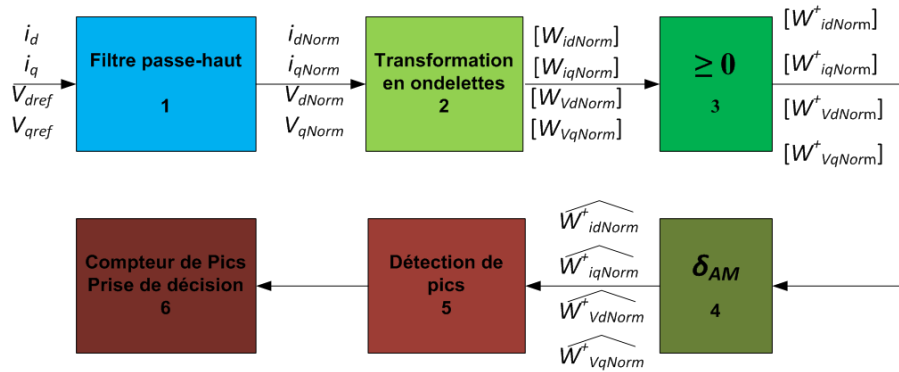 i_d
i_q
V_dref
V_qref
Filtre passe-haut
1
i_dNorm
i_qNorm
V_dNorm
V_qNorm
Transformation
en ondelettes
2
[W_idNorm]
[W_iqNorm]
[W_VdNorm]
[W_VqNorm]
≥ 0
3
[W⁺_idNorm]
[W⁺_iqNorm]
[W⁺_VdNorm]
[W⁺_VqNorm]
Compteur de Pics
Prise de décision
6
Détection de
pics
5
W⁺_idNorm
W⁺_iqNorm
W⁺_VdNorm
W⁺_VqNorm
δ_AM
4